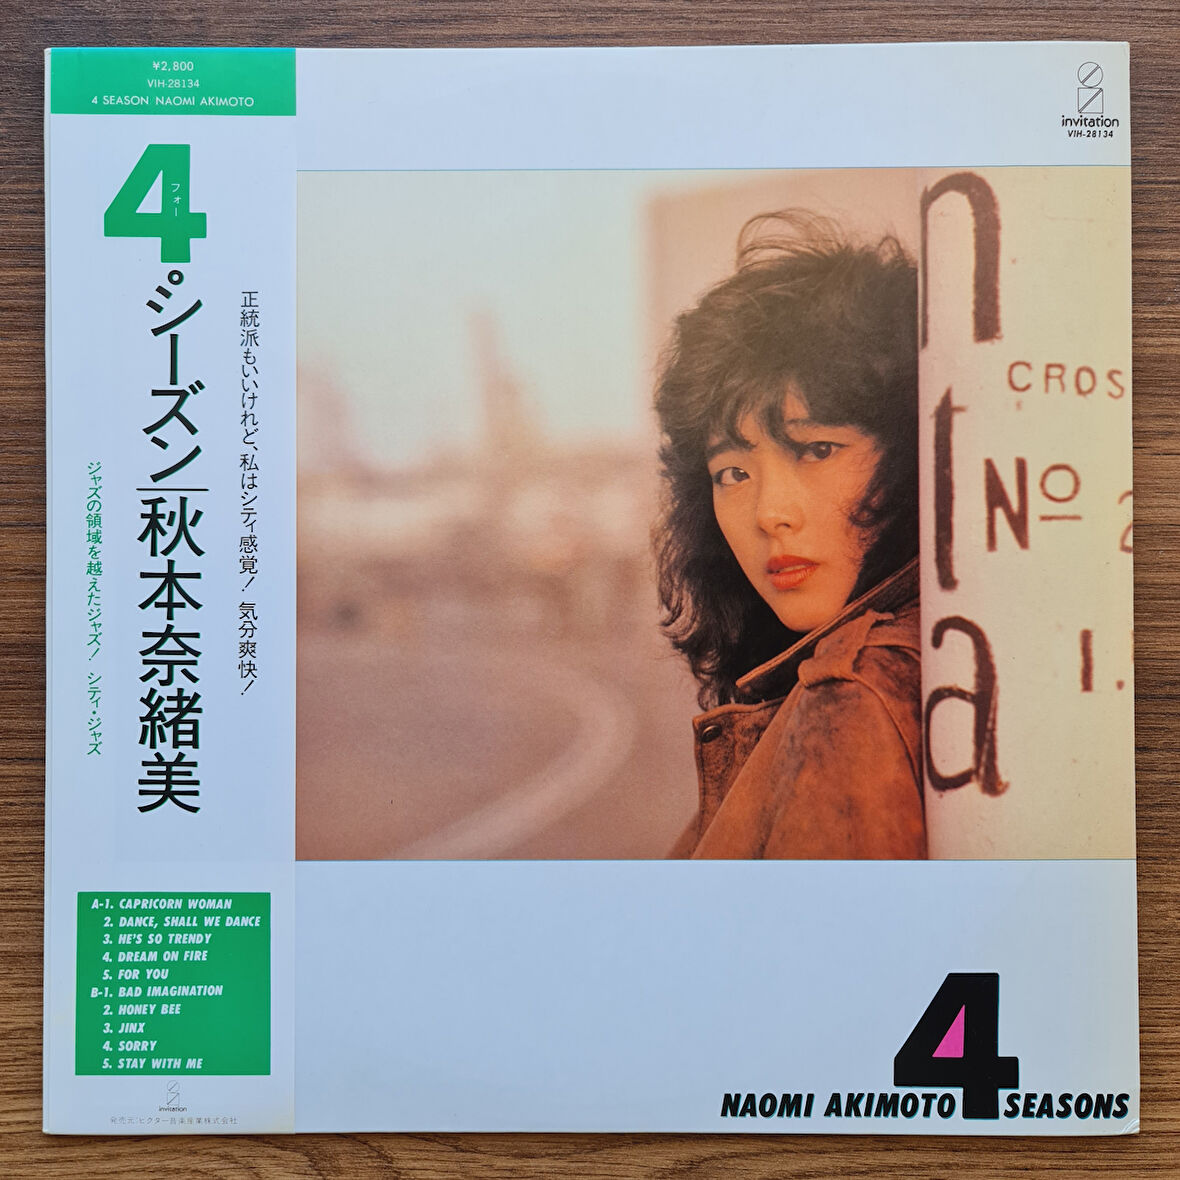 ¥2,800
VIH-28134
4 SEASON NAOMI AKIMOTO
4
フォー
シーズン|秋本奈緒美
正統派もいいけれど、私はシティ感覚! 気分爽快!
ジャズの領域を越えたジャズ! シティ・ジャズ
A-1. CAPRICORN WOMAN
2. DANCE, SHALL WE DANCE
3. HE'S SO TRENDY
4. DREAM ON FIRE
5. FOR YOU
B-1. BAD IMAGINATION
2. HONEY BEE
3. JINX
4. SORRY
5. STAY WITH ME
invitation
発売元:ビクター音楽産業株式会社
invitation
VIH-28134
n
t
a
CROS
No 2
1.
NAOMI AKIMOTO 4 SEASONS